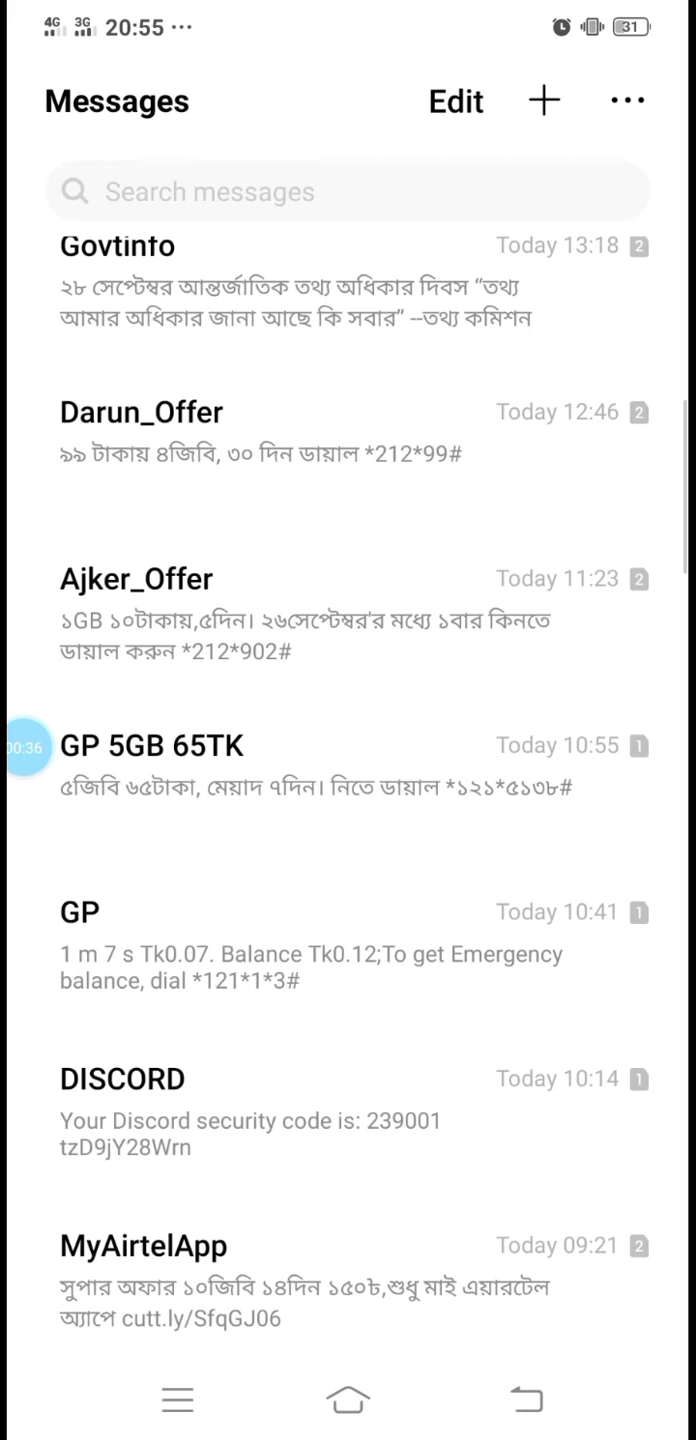 4G 3G 20:55 ... 31
Messages Edit + ...
Search messages
Govtinfo Today 13:18 2
২৮ সেপ্টেম্বর আন্তর্জাতিক তথ্য অধিকার দিবস “তথ্য
আমার অধিকার জানা আছে কি সবার” --তথ্য কমিশন
Darun_Offer Today 12:46 2
৯৯ টাকায় ৪জিবি, ৩০ দিন ডায়াল *212*99#
Ajker_Offer Today 11:23 2
১GB ১০টাকায়,৫দিন। ২৬সেপ্টেম্বর'র মধ্যে ১বার কিনতে
ডায়াল করুন *212*902#
00:36 GP 5GB 65TK Today 10:55 1
৫জিবি ৬৫টাকা, মেয়াদ ৭দিন। নিতে ডায়াল *১২১*৫১৩৮#
GP Today 10:41 1
1 m 7 s Tk0.07. Balance Tk0.12;To get Emergency
balance, dial *121*1*3#
DISCORD Today 10:14 1
Your Discord security code is: 239001
tzD9jY28Wrn
MyAirtelApp Today 09:21 2
সুপার অফার ১০জিবি ১৪দিন ১৫০৳,শুধু মাই এয়ারটেল
অ্যাপে cutt.ly/SfqGJ06